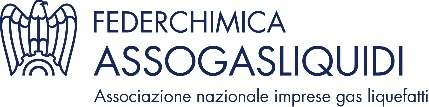 FEDERCHIMICA
ASSOGASLIQUIDI
Associazione nazionale imprese gas liquefatti